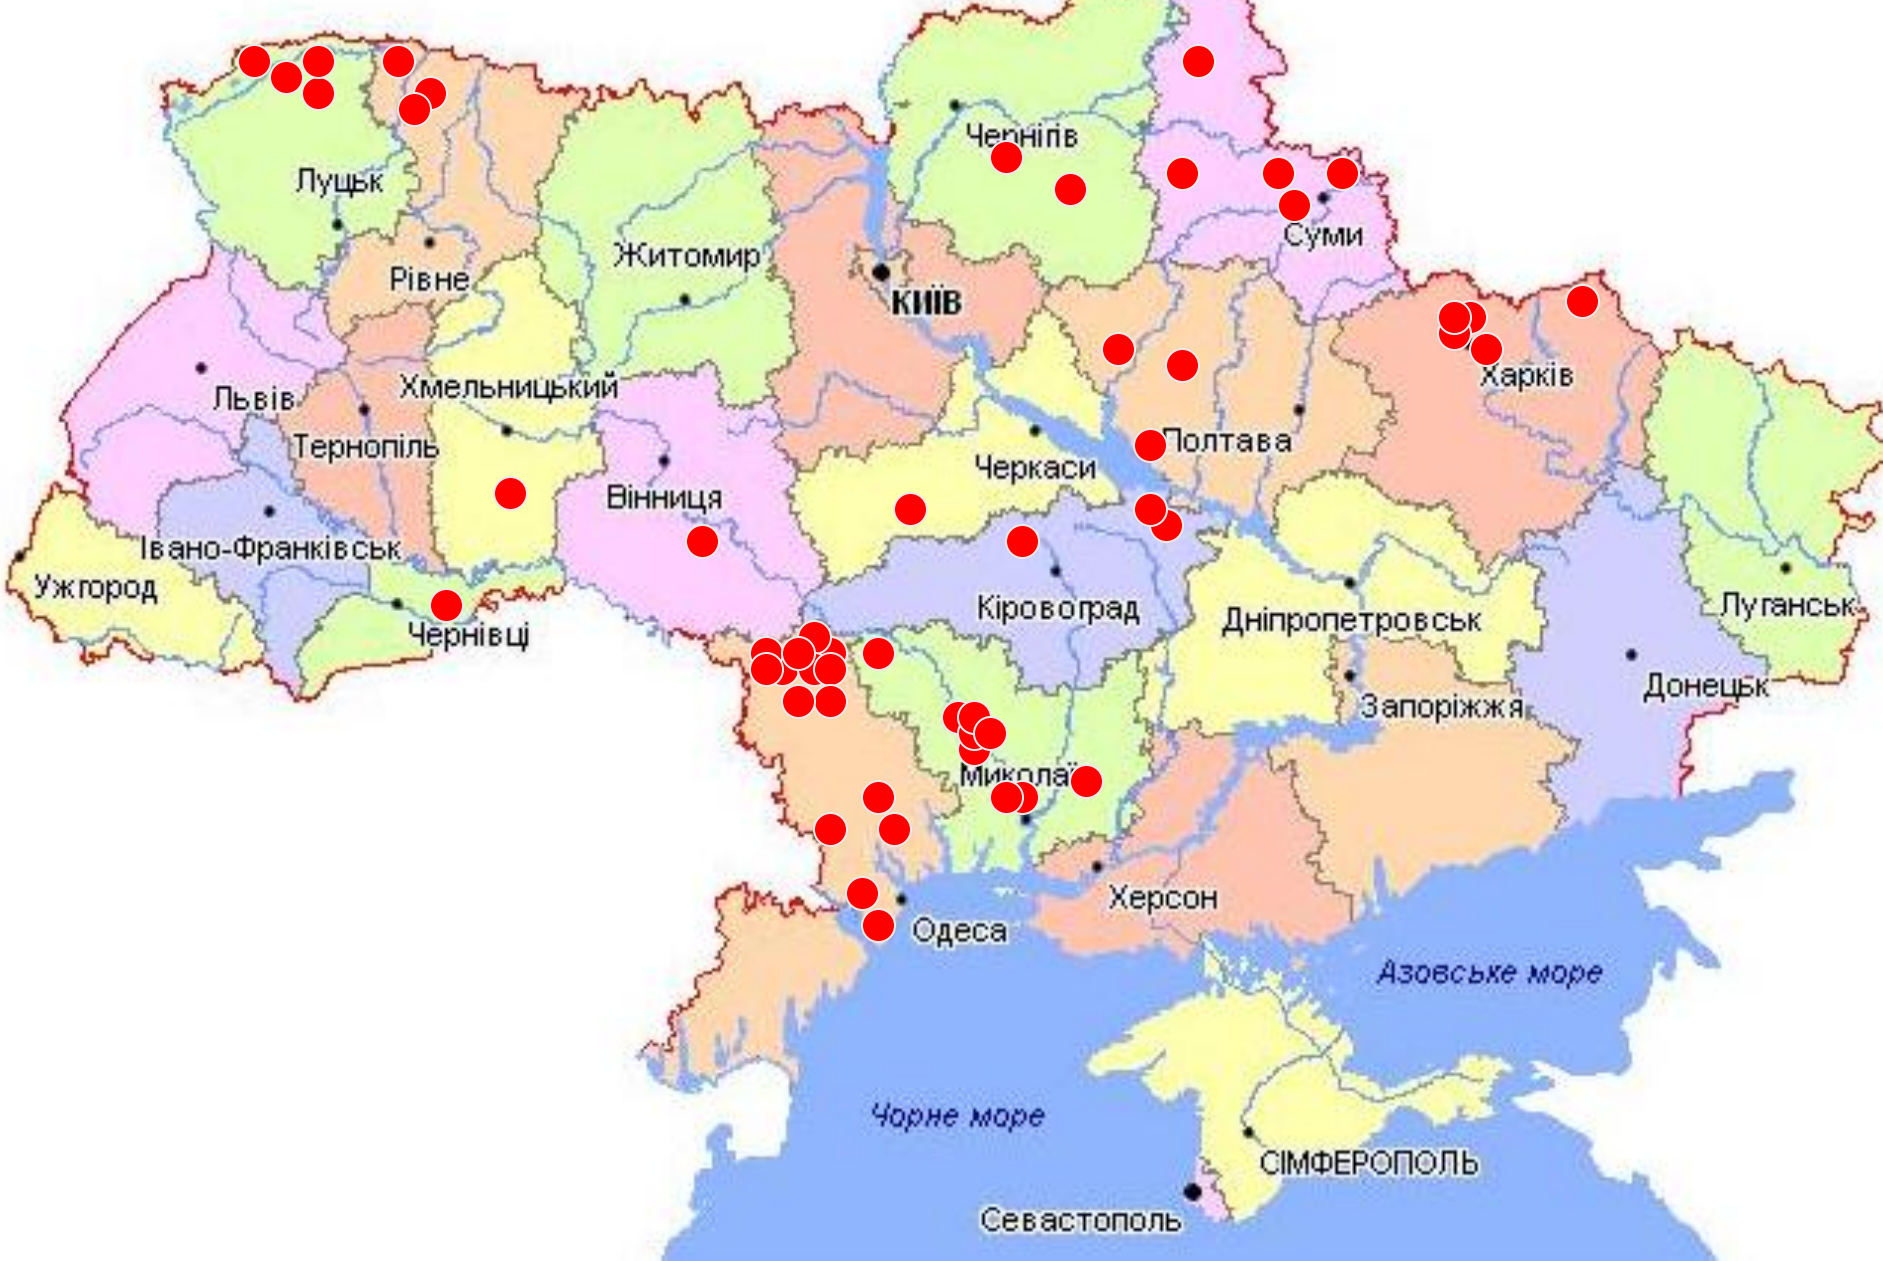 Чернігів
Луцьк
Суми
Житомир
Рівне
КИЇВ
Харків
Хмельницький
Львів
Полтава
Тернопіль
Черкаси
Вінниця
Івано-Франківськ
Ужгород
Кіровоград
Луганськ
Дніпропетровськ
Чернівці
Донецьк
Запоріжжя
Миколаї
Херсон
Одеса
Азовське море
Чорне море
СІМФЕРОПОЛЬ
Севастополь